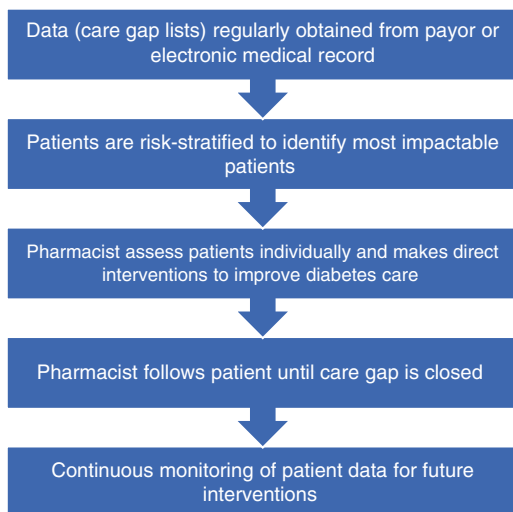 Data (care gap lists) regularly obtained from payor or
electronic medical record
Patients are risk-stratified to identify most impactable
patients
Pharmacist assess patients individually and makes direct
interventions to improve diabetes care
Pharmacist follows patient until care gap is closed
Continuous monitoring of patient data for future
interventions